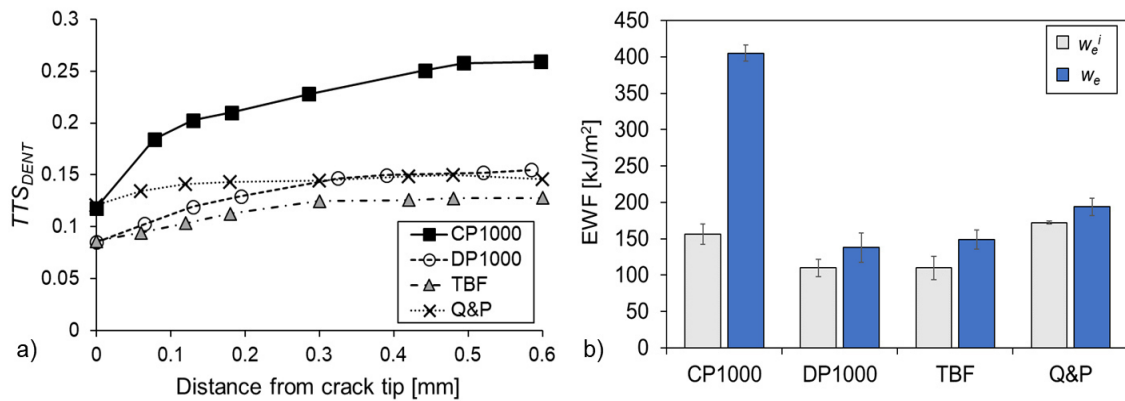 0.3
0.25
0.2
0.15
0.1
0.05
0
TTS_DENT
0 0.1 0.2 0.3 0.4 0.5 0.6
Distance from crack tip [mm]
CP1000
DP1000
TBF
Q&P
a)
450
400
350
300
250
200
150
100
50
0
EWF [kJ/m²]
w_e^i
w_e
CP1000 DP1000 TBF Q&P
b)